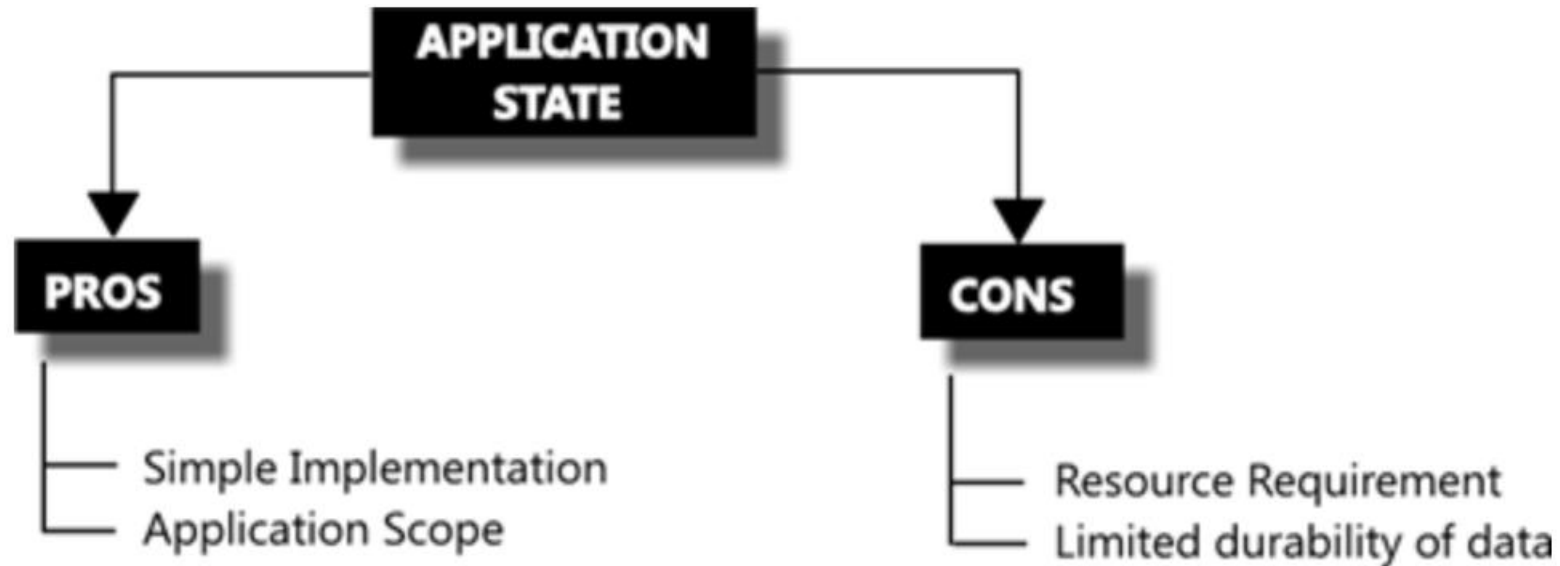 APPLICATION
STATE
PROS
Simple Implementation
Application Scope
CONS
Resource Requirement
Limited durability of data